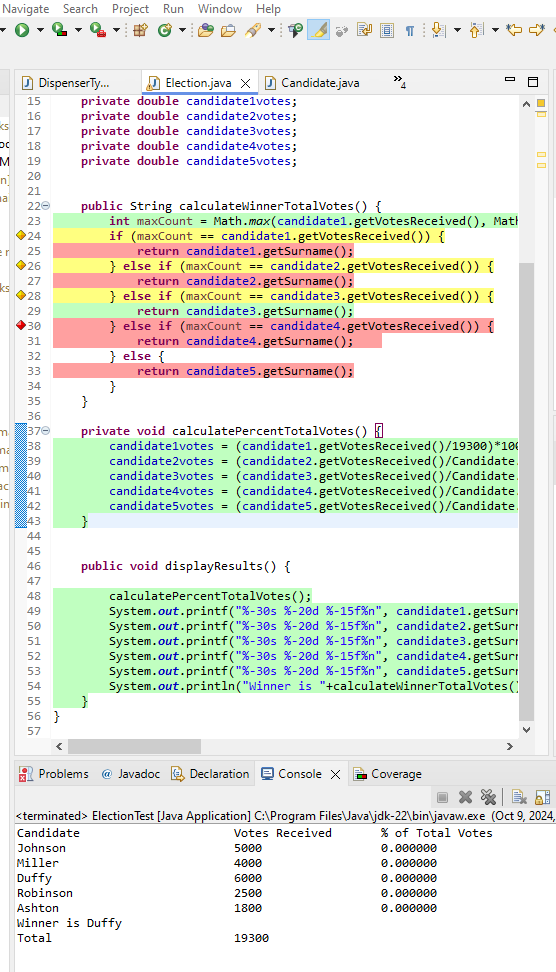 Navigate Search Project Run Window Help
DispenserTy... Election.java Candidate.java »4
15 private double candidate1votes;
16 private double candidate2votes;
17 private double candidate3votes;
18 private double candidate4votes;
19 private double candidate5votes;
20
21
22 public String calculateWinnerTotalVotes() {
23 int maxCount = Math.max(candidate1.getVotesReceived(), Math
24 if (maxCount == candidate1.getVotesReceived()) {
25 return candidate1.getSurname();
26 } else if (maxCount == candidate2.getVotesReceived()) {
27 return candidate2.getSurname();
28 } else if (maxCount == candidate3.getVotesReceived()) {
29 return candidate3.getSurname();
30 } else if (maxCount == candidate4.getVotesReceived()) {
31 return candidate4.getSurname();
32 } else {
33 return candidate5.getSurname();
34 }
35 }
36
37 private void calculatePercentTotalVotes() {
38 candidate1votes = (candidate1.getVotesReceived()/19300)*100
39 candidate2votes = (candidate2.getVotesReceived()/Candidate.
40 candidate3votes = (candidate3.getVotesReceived()/Candidate.
41 candidate4votes = (candidate4.getVotesReceived()/Candidate.
42 candidate5votes = (candidate5.getVotesReceived()/Candidate.
43 }
44
45
46 public void displayResults() {
47
48 calculatePercentTotalVotes();
49 System.out.printf("%-30s %-20d %-15f%n", candidate1.getSurn
50 System.out.printf("%-30s %-20d %-15f%n", candidate2.getSurn
51 System.out.printf("%-30s %-20d %-15f%n", candidate3.getSurn
52 System.out.printf("%-30s %-20d %-15f%n", candidate4.getSurn
53 System.out.printf("%-30s %-20d %-15f%n", candidate5.getSurn
54 System.out.println("Winner is "+calculateWinnerTotalVotes()
55 }
56 }
57
Problems @ Javadoc Declaration Console Coverage
<terminated> ElectionTest [Java Application] C:\Program Files\Java\jdk-22\bin\javaw.exe (Oct 9, 2024,
Candidate Votes Received % of Total Votes
Johnson 5000 0.000000
Miller 4000 0.000000
Duffy 6000 0.000000
Robinson 2500 0.000000
Ashton 1800 0.000000
Winner is Duffy
Total 19300